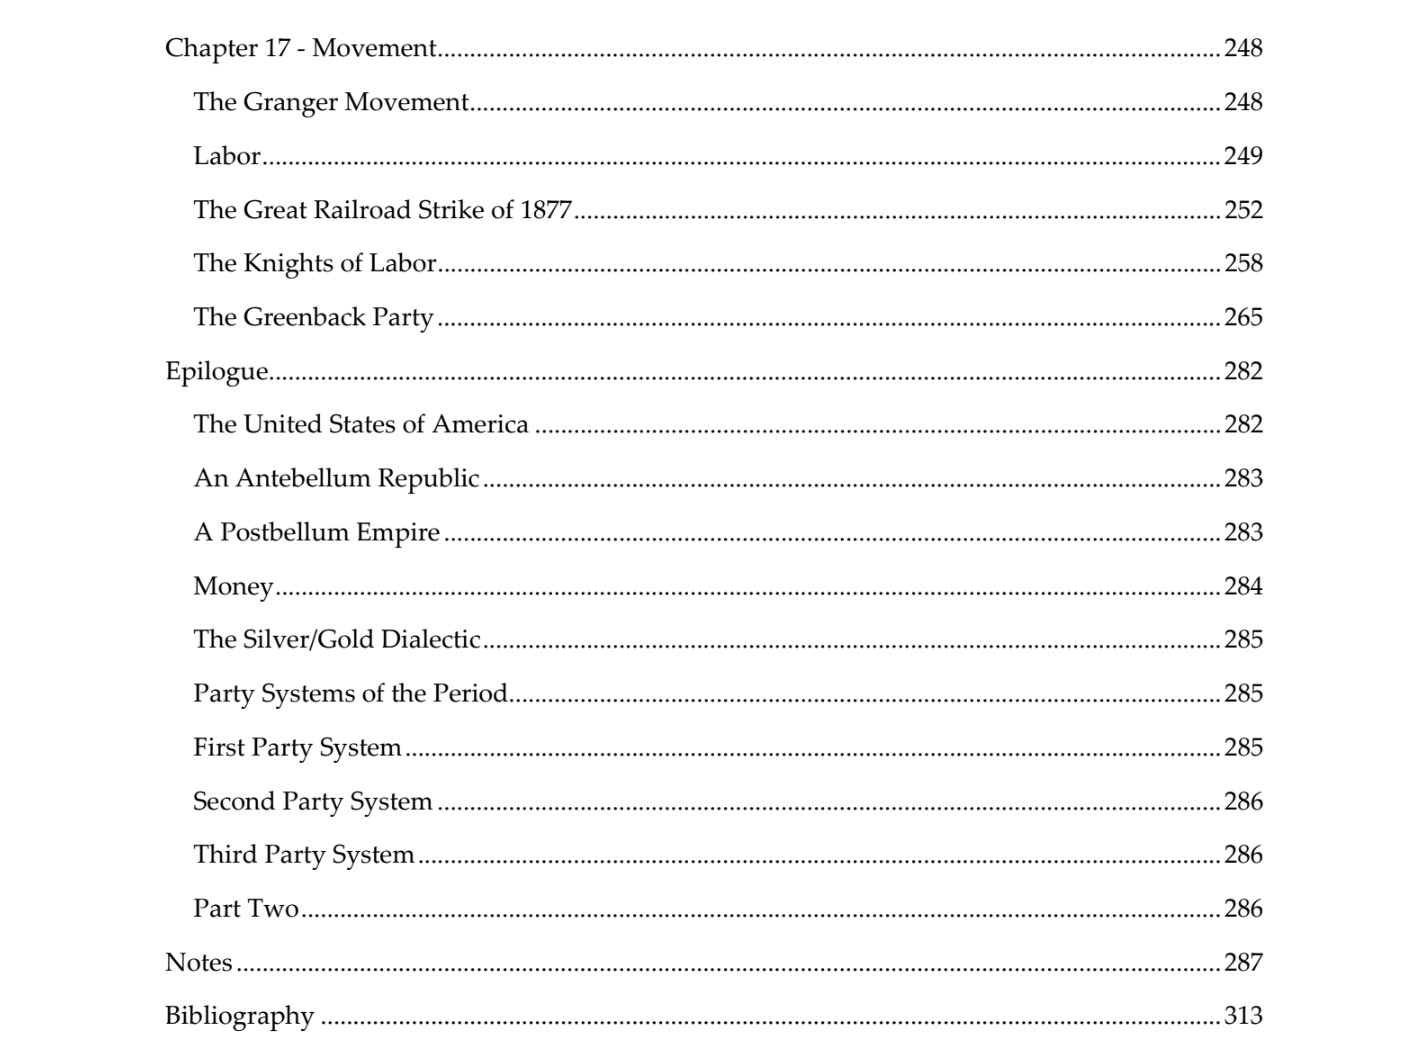 Chapter 17 - Movement........................................................................................................................248
The Granger Movement...................................................................................................................248
Labor...................................................................................................................................................249
The Great Railroad Strike of 1877...................................................................................................252
The Knights of Labor........................................................................................................................258
The Greenback Party........................................................................................................................265
Epilogue..................................................................................................................................................282
The United States of America .........................................................................................................282
An Antebellum Republic.................................................................................................................283
A Postbellum Empire.......................................................................................................................283
Money.................................................................................................................................................284
The Silver/Gold Dialectic.................................................................................................................285
Party Systems of the Period.............................................................................................................285
First Party System.............................................................................................................................285
Second Party System ........................................................................................................................286
Third Party System...........................................................................................................................286
Part Two.............................................................................................................................................286
Notes .......................................................................................................................................................287
Bibliography ..........................................................................................................................................313